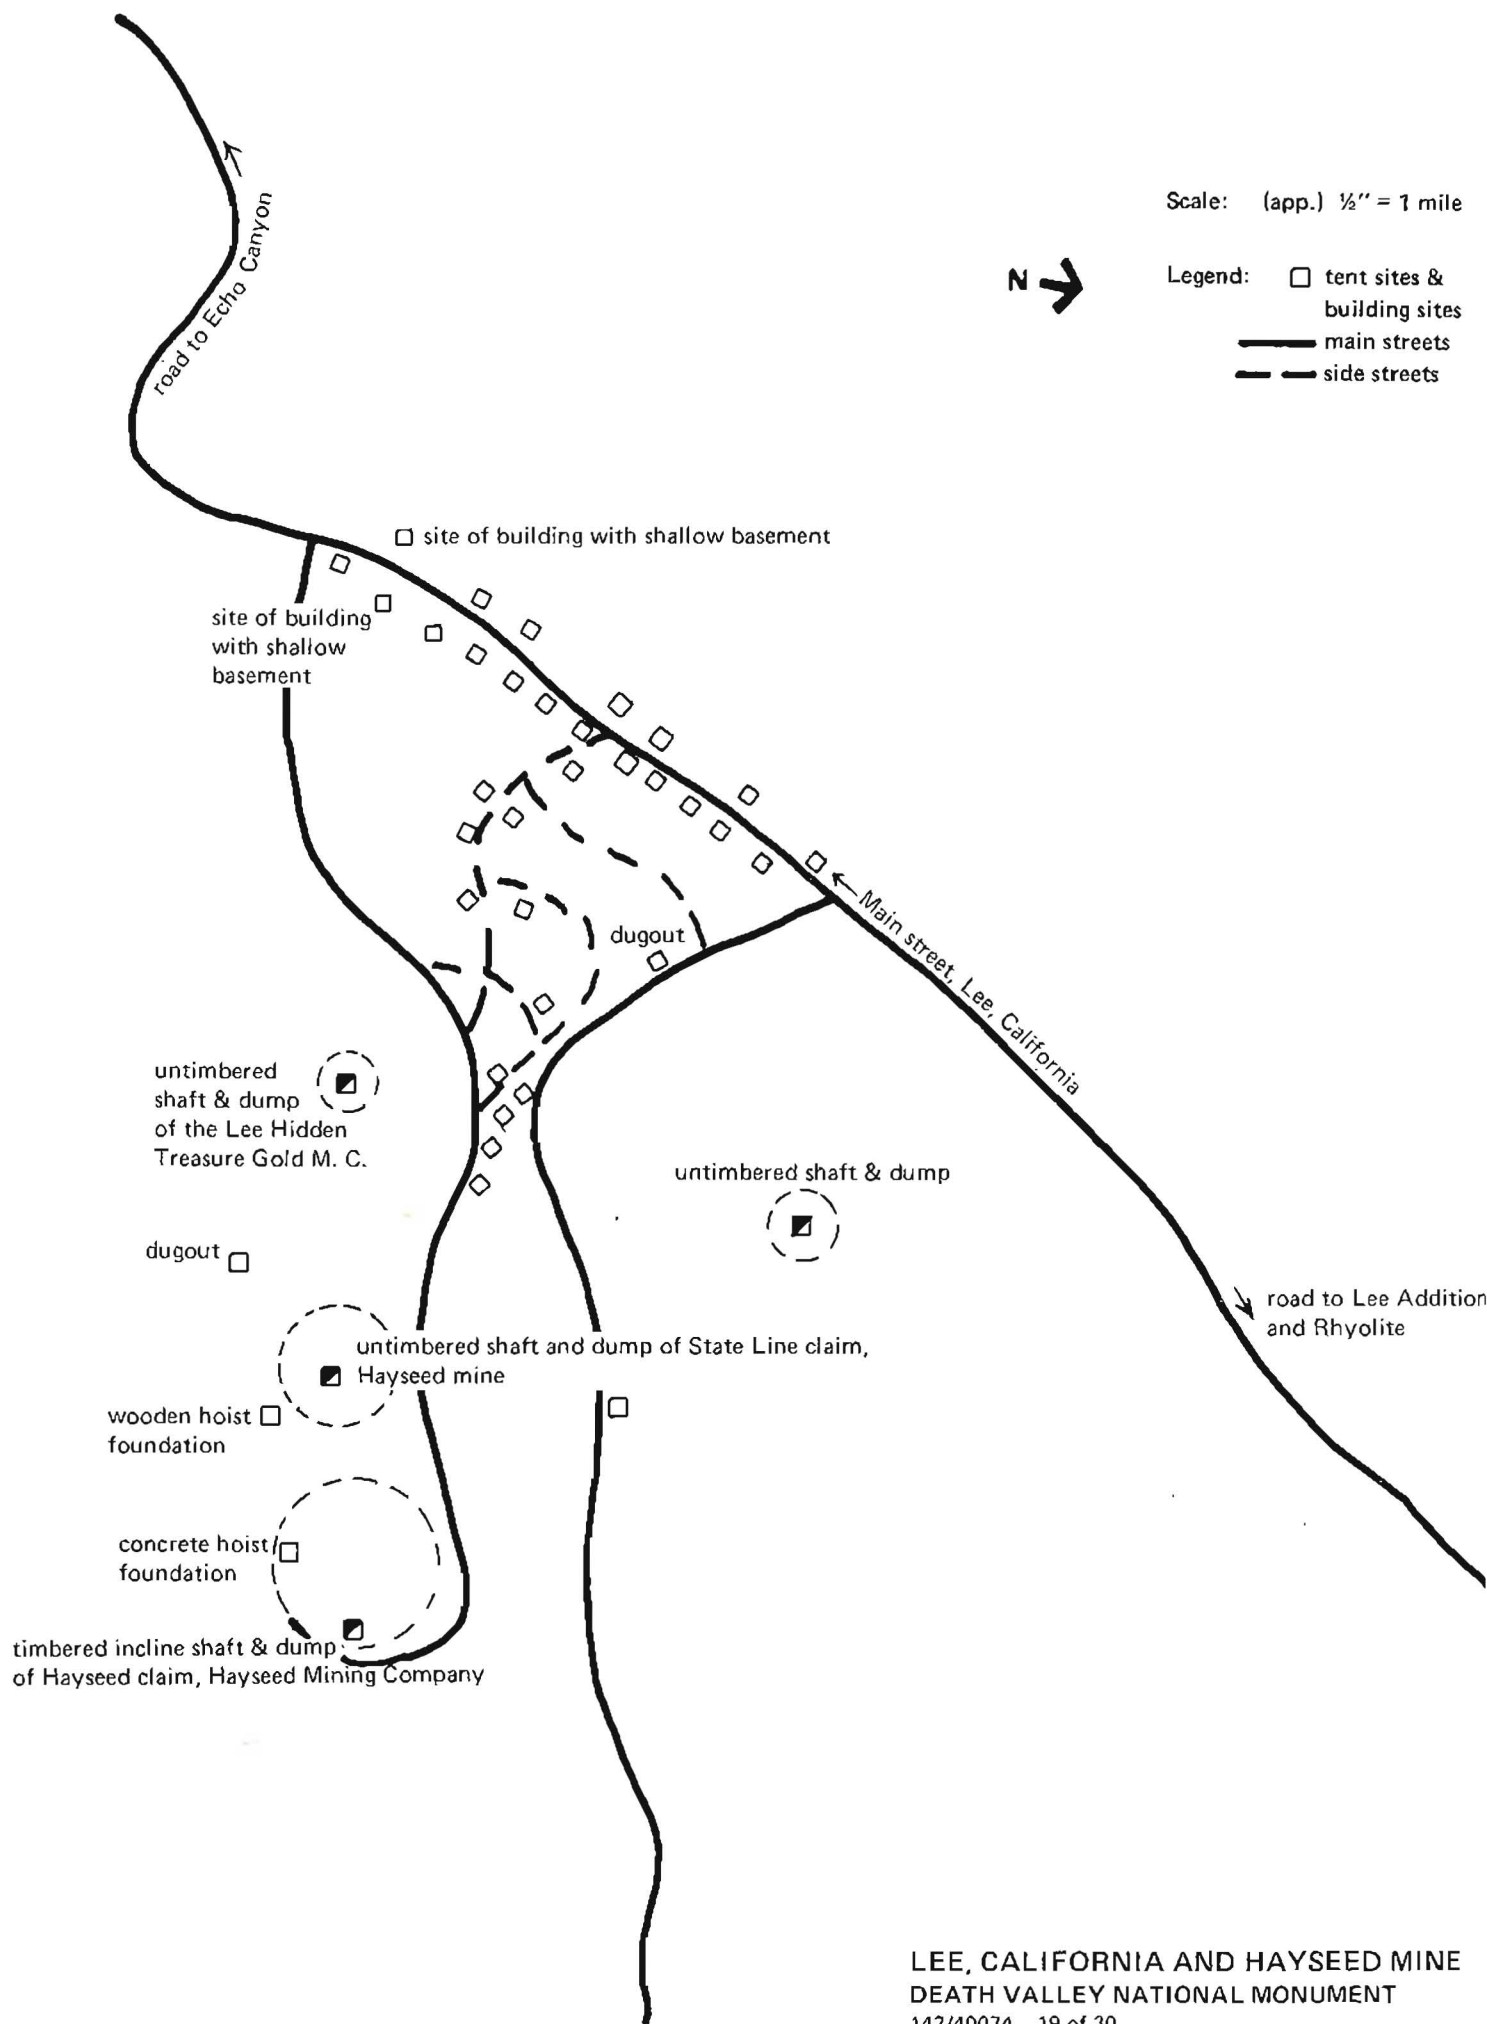 road to Echo Canyon
Scale: (app.) ½" = 1 mile
N
Legend: tent sites &
building sites
main streets
side streets
site of building with shallow basement
site of building
with shallow
basement
dugout
Main street, Lee, California
untimbered
shaft & dump
of the Lee Hidden
Treasure Gold M. C.
untimbered shaft & dump
dugout
road to Lee Addition
and Rhyolite
untimbered shaft and dump of State Line claim,
Hayseed mine
wooden hoist
foundation
concrete hoist
foundation
timbered incline shaft & dump
of Hayseed claim, Hayseed Mining Company
LEE, CALIFORNIA AND HAYSEED MINE
DEATH VALLEY NATIONAL MONUMENT
19 of 20